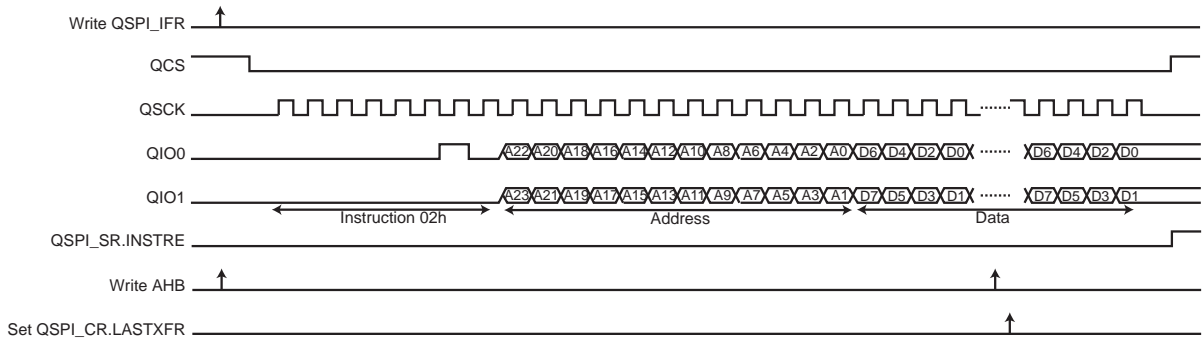 Write QSPI_IFR
QCS
QSCK
QIO0 A22 A20 A18 A16 A14 A12 A10 A8 A6 A4 A2 A0 D6 D4 D2 D0 D6 D4 D2 D0
QIO1 A23 A21 A19 A17 A15 A13 A11 A9 A7 A5 A3 A1 D7 D5 D3 D1 D7 D5 D3 D1
Instruction 02h Address Data
QSPI_SR.INSTRE
Write AHB
Set QSPI_CR.LASTXFR